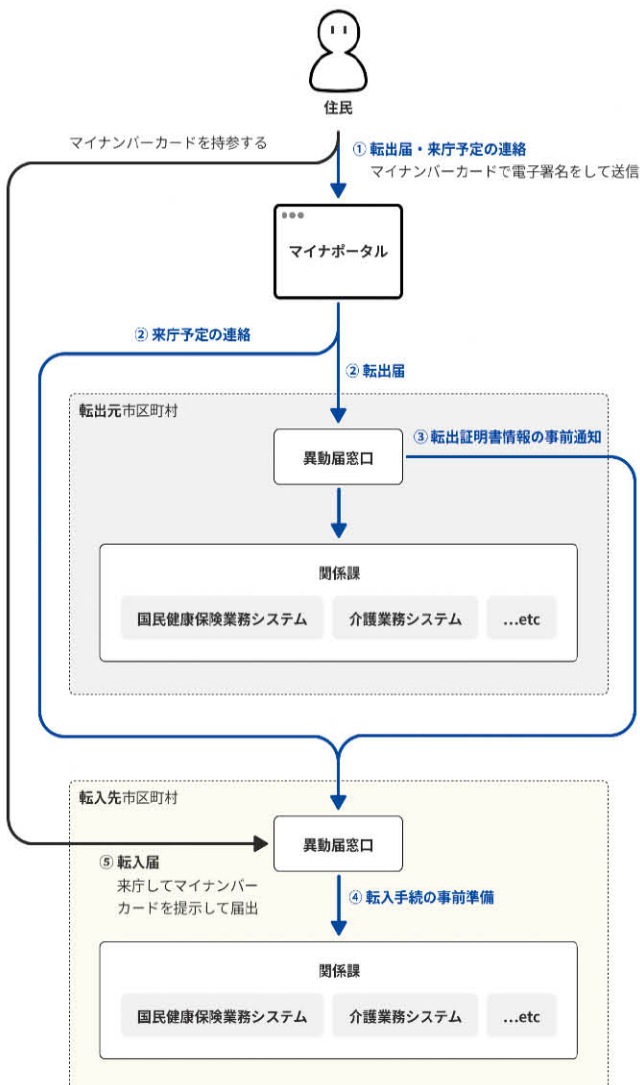 住民
マイナンバーカードを持参する
① 転出届・来庁予定の連絡
マイナンバーカードで電子署名をして送信
マイナポータル
② 来庁予定の連絡
② 転出届
転出元市区町村
③ 転出証明書情報の事前通知
異動届窓口
関係課
国民健康保険業務システム
介護業務システム
...etc
転入先市区町村
異動届窓口
⑤ 転入届
来庁してマイナンバー
カードを提示して届出
④ 転入手続の事前準備
関係課
国民健康保険業務システム
介護業務システム
...etc